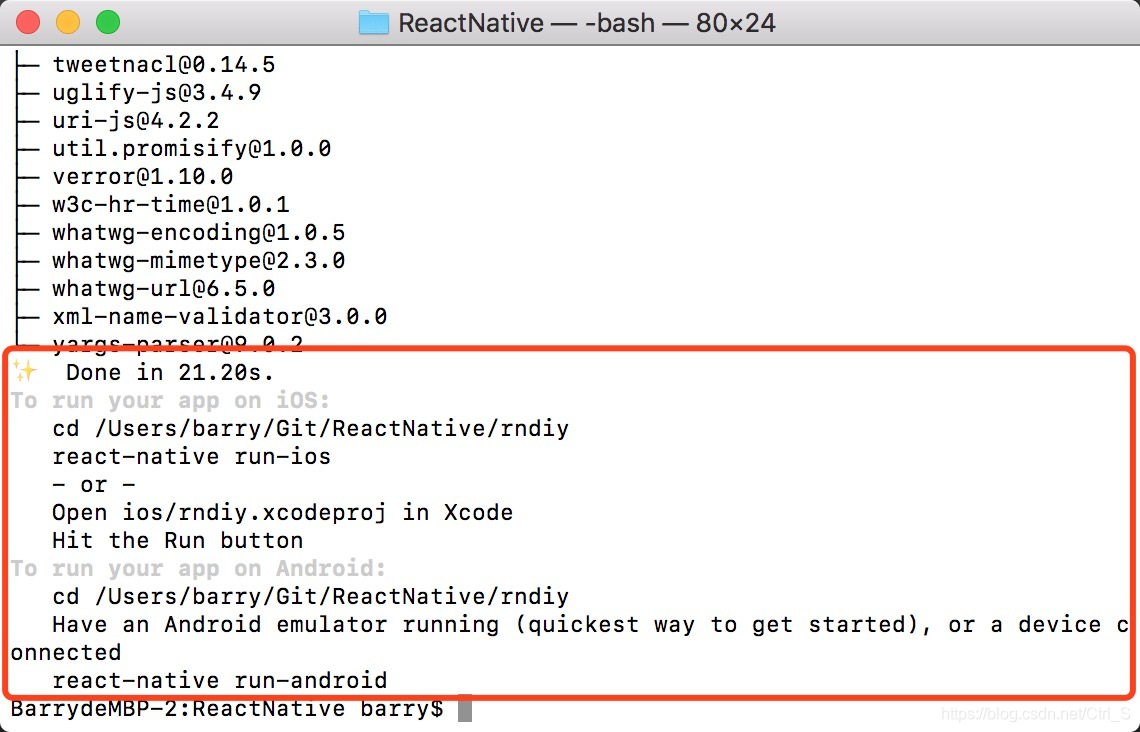 ReactNative — -bash — 80×24
├─ tweetnacl@0.14.5
├─ uglify-js@3.4.9
├─ uri-js@4.2.2
├─ util.promisify@1.0.0
├─ verror@1.10.0
├─ w3c-hr-time@1.0.1
├─ whatwg-encoding@1.0.5
├─ whatwg-mimetype@2.3.0
├─ whatwg-url@6.5.0
├─ xml-name-validator@3.0.0
└─ yargs-parser@9.0.2
✨  Done in 21.20s.
To run your app on iOS:
   cd /Users/barry/Git/ReactNative/rndiy
   react-native run-ios
   - or -
   Open ios/rndiy.xcodeproj in Xcode
   Hit the Run button
To run your app on Android:
   cd /Users/barry/Git/ReactNative/rndiy
   Have an Android emulator running (quickest way to get started), or a device c
onnected
   react-native run-android
BarrydeMBP-2:ReactNative barry$
https://blog.csdn.net/Ctrl_S